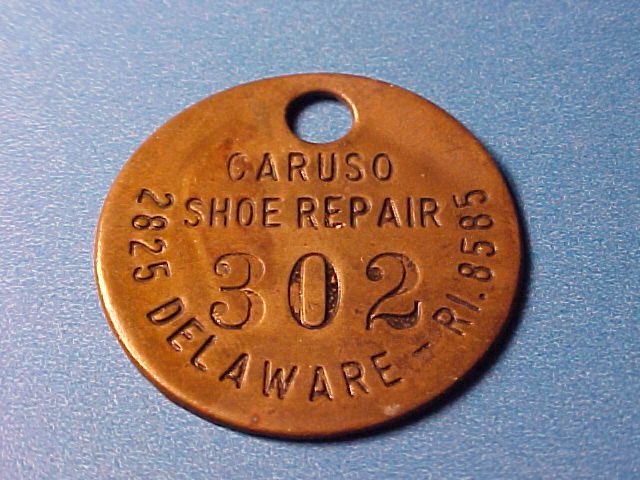 CARUSO
SHOE REPAIR
302
2825 DELAWARE - RI. 8585